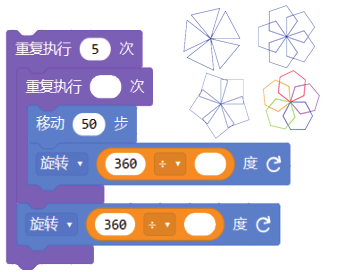 重复执行 5 次
重复执行 次
移动 50 步
旋转 360 ÷ 度
旋转 360 ÷ 度